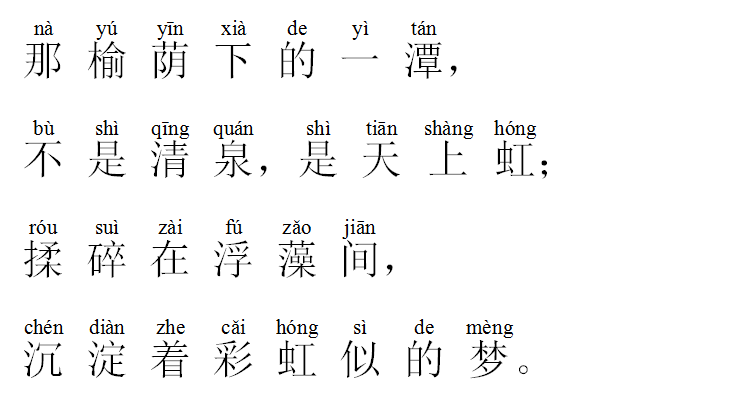 nà yú yīn xià de yì tán
那榆荫下的一潭，
bù shì qīng quán shì tiān shàng hóng
不是清泉，是天上虹；
róu suì zài fú zǎo jiān
揉碎在浮藻间，
chén diàn zhe cǎi hóng sì de mèng
沉淀着彩虹似的梦。